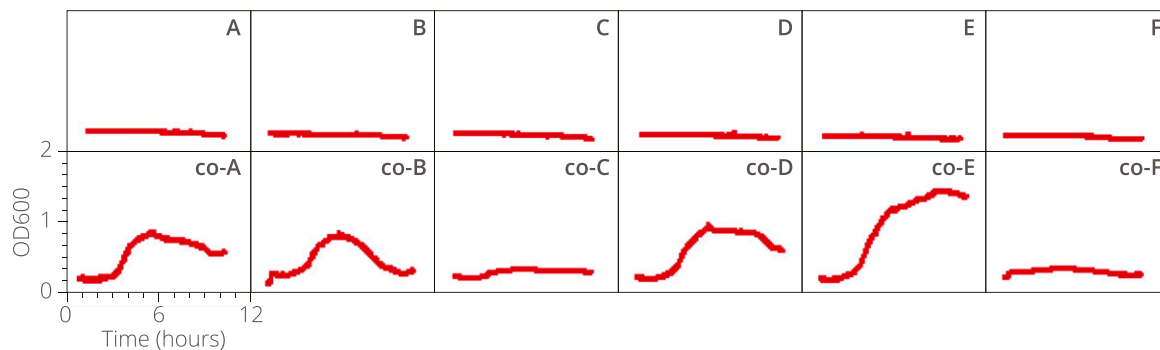 A B C D E F
2
co-A co-B co-C co-D co-E co-F
1
OD600
0
0 6 12
Time (hours)